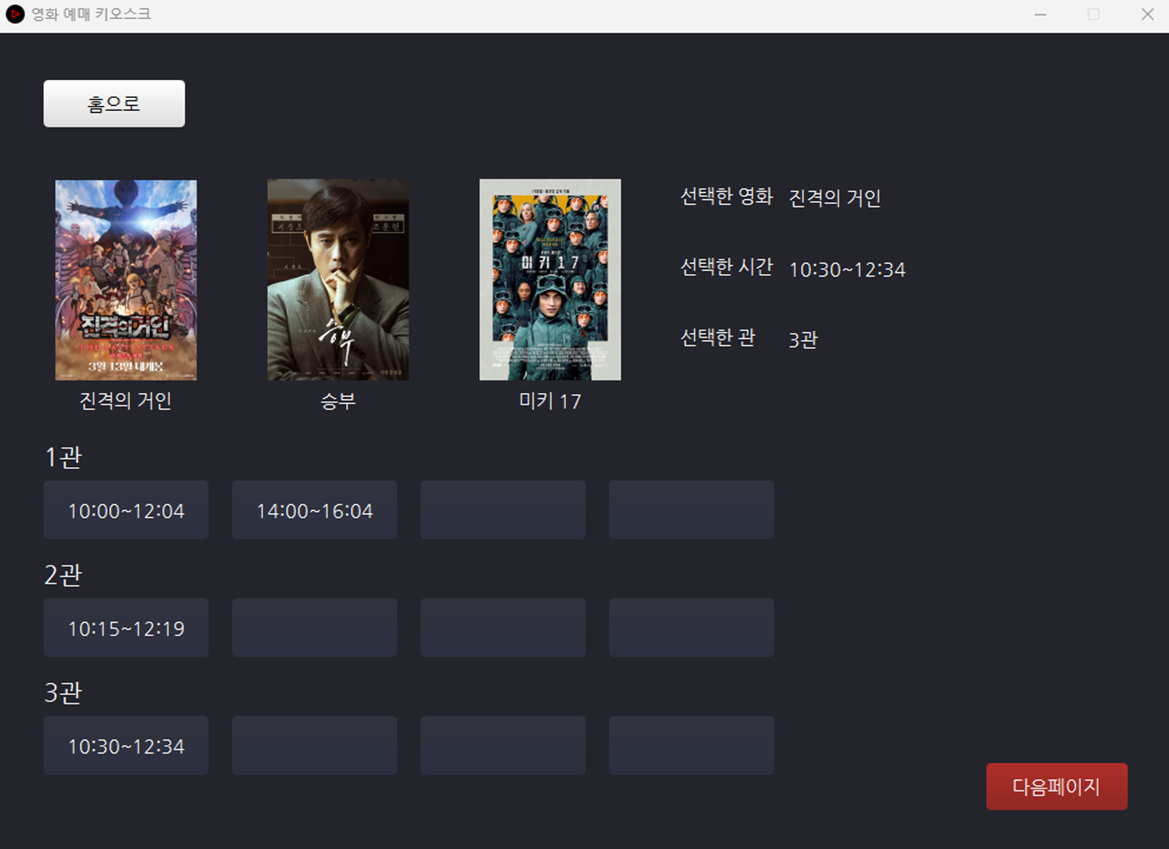 영화 예매 키오스크
홈으로
진격의거인
3월 13일 대개봉
조훈현
승부
미키 17
선택한 영화 진격의 거인
선택한 시간 10:30~12:34
선택한 관 3관
진격의 거인
승부
미키 17
1관
10:00~12:04
14:00~16:04
2관
10:15~12:19
3관
10:30~12:34
다음페이지